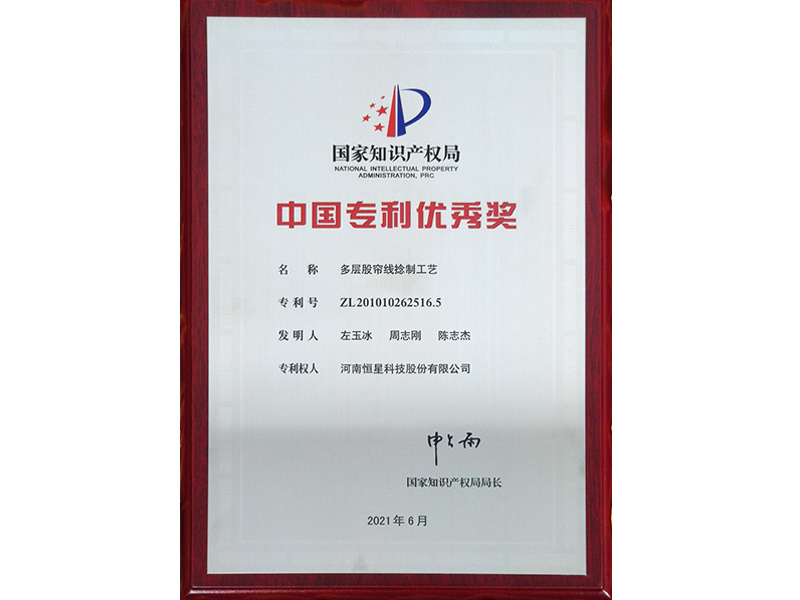 国家知识产权局
NATIONAL INTELLECTUAL PROPERTY
ADMINISTRATION, PRC
中国专利优秀奖
名 称 多层股帘线捻制工艺
专利号 ZL201010262516.5
发明人 左玉冰 周志刚 陈志杰
专利权人 河南恒星科技股份有限公司
申长雨
国家知识产权局局长
2021年6月